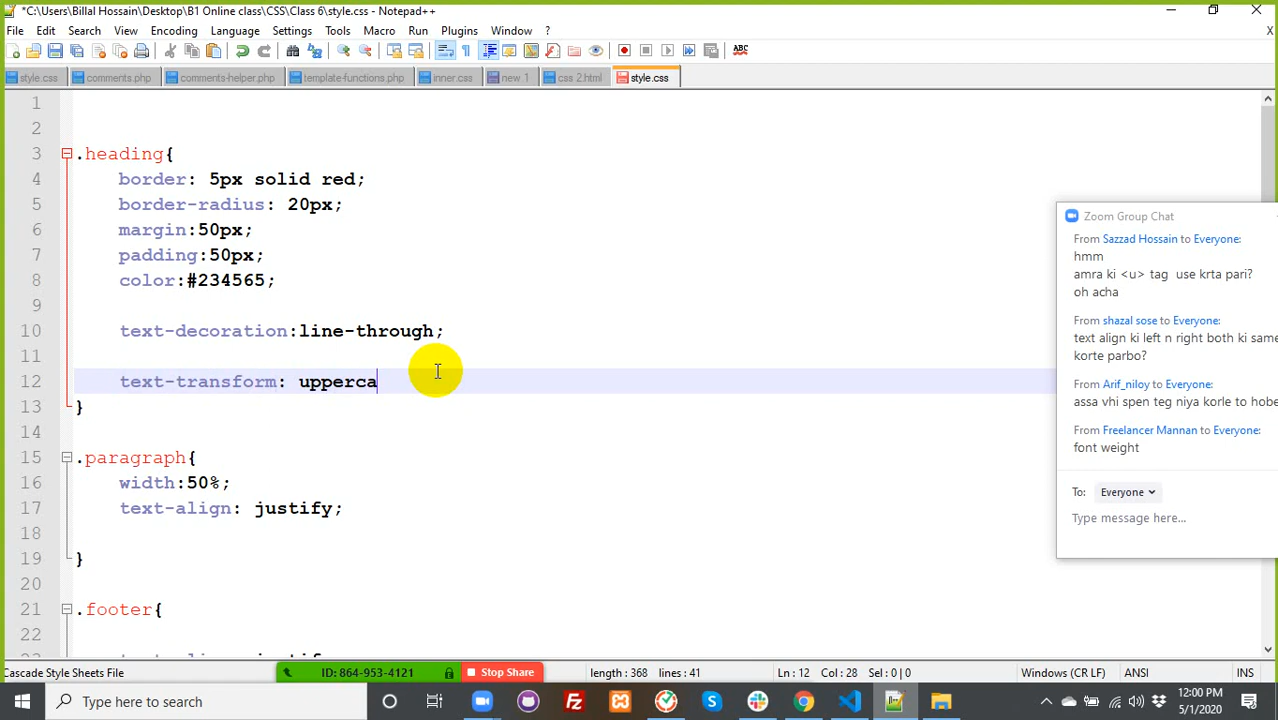 *C:\Users\Billal Hossain\Desktop\B1 Online class\CSS\Class 6\style.css - Notepad++
File Edit Search View Encoding Language Settings Tools Macro Run Plugins Window ? X
style.css comments.php comments-helper.php template-functions.php inner.css new 1 css 2.html style.css
1
2
3 .heading{
4 border: 5px solid red;
5 border-radius: 20px;
6 margin:50px;
7 padding:50px;
8 color:#234565;
9
10 text-decoration:line-through;
11
12 text-transform: upperca
13 }
14
15 .paragraph{
16 width:50%;
17 text-align: justify;
18
19 }
20
21 .footer{
22
Zoom Group Chat
From Sazzad Hossain to Everyone:
hmm
amra ki <u> tag use krta pari?
oh acha
From shazal sose to Everyone:
text align ki left n right both ki same
korte parbo?
From Arif_niloy to Everyone:
assa vhi spen teg niya korle to hobe
From Freelancer Mannan to Everyone:
font weight
To: Everyone
Type message here...
Cascade Style Sheets File ID: 864-953-4121 Stop Share length : 368 lines : 41 Ln : 12 Col : 28 Sel : 0 | 0 Windows (CR LF) ANSI INS
Type here to search
12:00 PM
5/1/2020